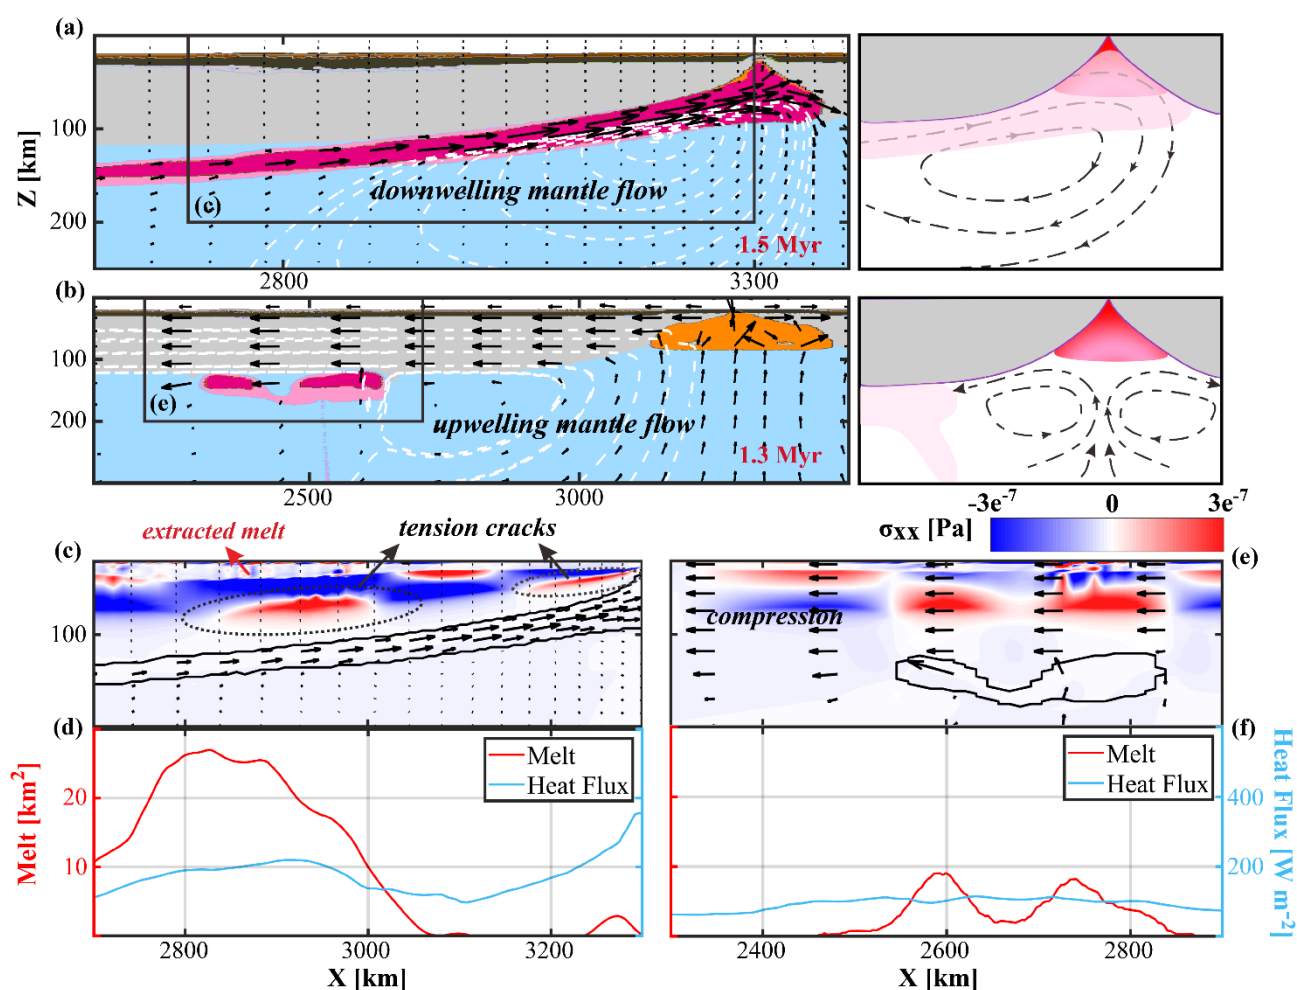 (a)
Z [km]
100
200
downwelling mantle flow
(c)
1.5 Myr
2800
3300
(b)
100
200
(e)
upwelling mantle flow
1.3 Myr
2500
3000
-3e-7
0
3e-7
σxx [Pa]
extracted melt
tension cracks
(c)
100
(e)
compression
(d)
Melt [km2]
20
10
Melt
Heat Flux
2800
3000
3200
X [km]
(f)
Melt
Heat Flux
400
200
Heat Flux [W m-2]
2400
2600
2800
X [km]